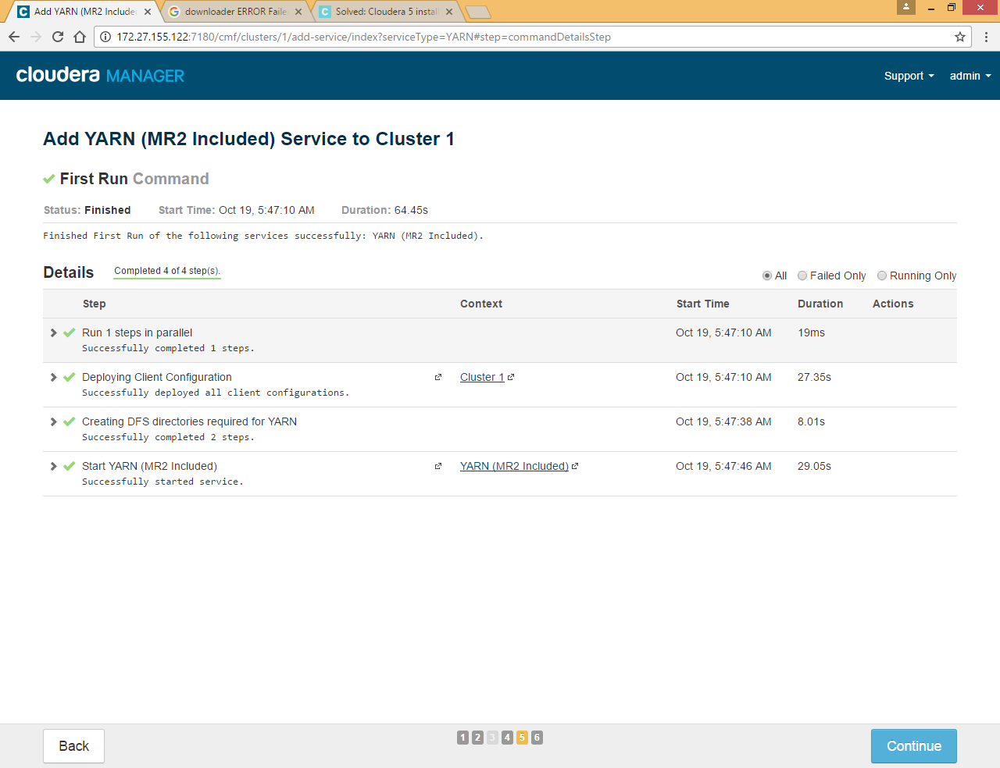 Add YARN (MR2 Include
downloader ERROR Faile
Solved: Cloudera 5 instal
172.27.155.122:7180/cmf/clusters/1/add-service/index?serviceType=YARN#step=commandDetailsStep
cloudera MANAGER
Support
admin
Add YARN (MR2 Included) Service to Cluster 1
First Run Command
Status: Finished
Start Time: Oct 19, 5:47:10 AM
Duration: 64.45s
Finished First Run of the following services successfully: YARN (MR2 Included).
Details
Completed 4 of 4 step(s).
All
Failed Only
Running Only
Step Context Start Time Duration Actions
Run 1 steps in parallel Oct 19, 5:47:10 AM 19ms
Successfully completed 1 steps.
Deploying Client Configuration Cluster 1 Oct 19, 5:47:10 AM 27.35s
Successfully deployed all client configurations.
Creating DFS directories required for YARN Oct 19, 5:47:38 AM 8.01s
Successfully completed 2 steps.
Start YARN (MR2 Included) YARN (MR2 Included) Oct 19, 5:47:46 AM 29.05s
Successfully started service.
Back
1 2 3 4 5 6
Continue